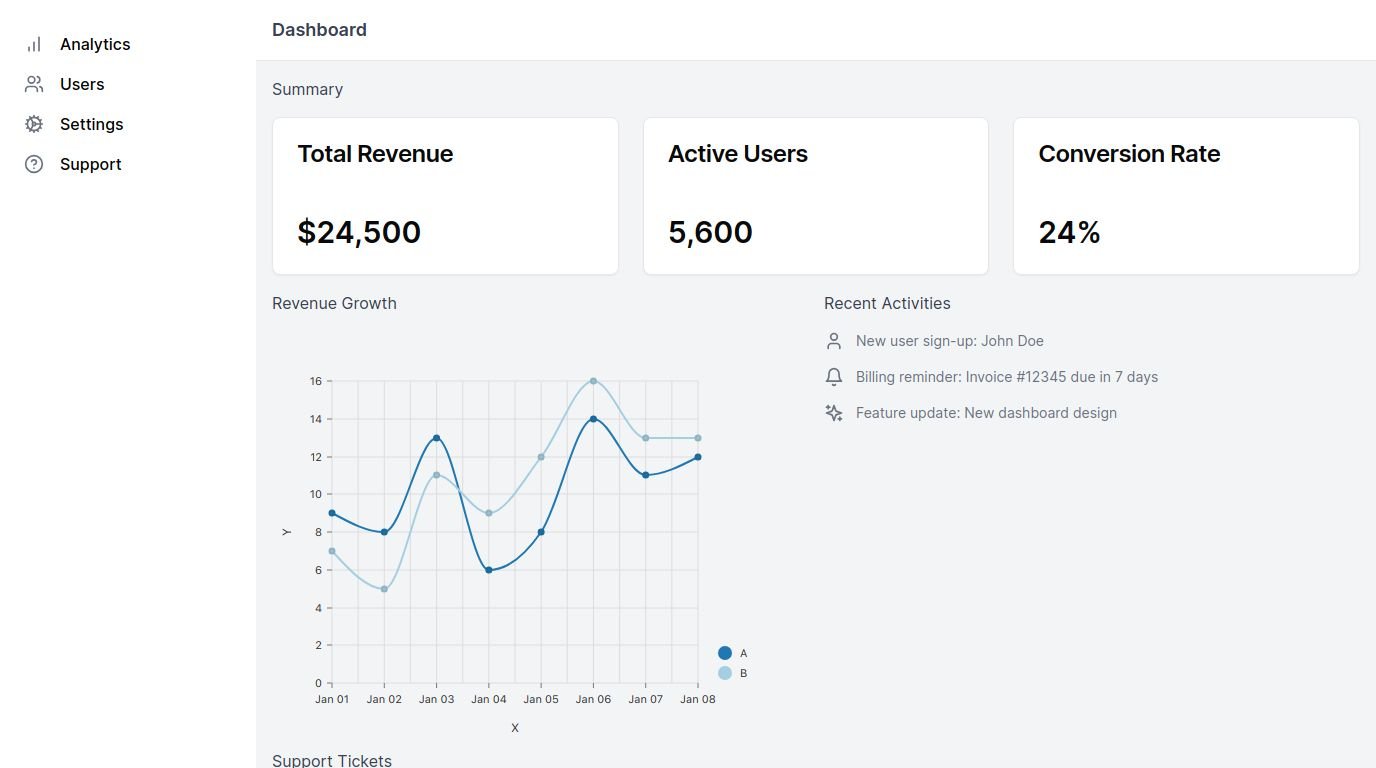 Dashboard
Analytics
Users
Settings
Support
Summary
Total Revenue
$24,500
Active Users
5,600
Conversion Rate
24%
Revenue Growth
16
14
12
10
8
6
4
2
0
Y
Jan 01 Jan 02 Jan 03 Jan 04 Jan 05 Jan 06 Jan 07 Jan 08
X
A
B
Recent Activities
New user sign-up: John Doe
Billing reminder: Invoice #12345 due in 7 days
Feature update: New dashboard design
Support Tickets